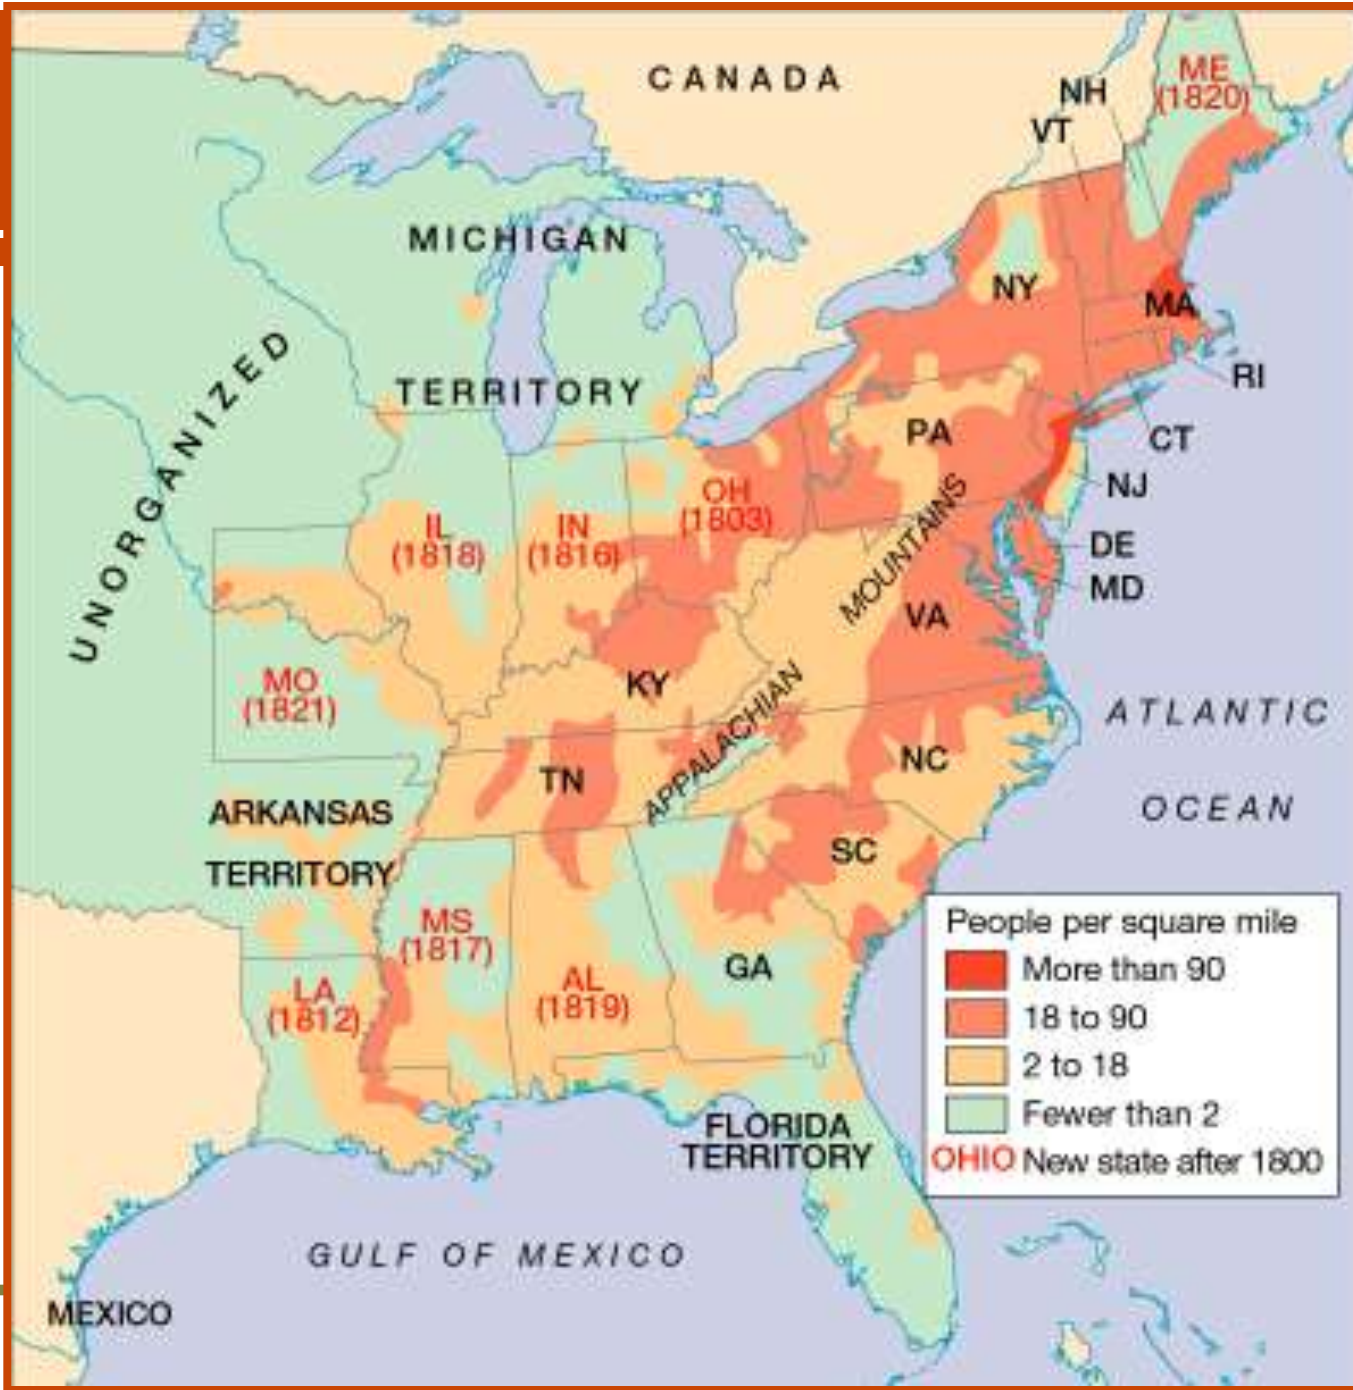 CANADA
ME
(1820)
NH
VT
MICHIGAN
NY
MA
TERRITORY
RI
UNORGANIZED
PA
CT
NJ
OH
(1803)
IL
(1818)
IN
(1816)
DE
MD
APPALACHIAN MOUNTAINS
VA
KY
MO
(1821)
ATLANTIC
OCEAN
NC
TN
ARKANSAS
TERRITORY
SC
MS
(1817)
GA
AL
(1819)
LA
(1812)
People per square mile
More than 90
18 to 90
2 to 18
Fewer than 2
OHIO New state after 1800
FLORIDA
TERRITORY
GULF OF MEXICO
MEXICO